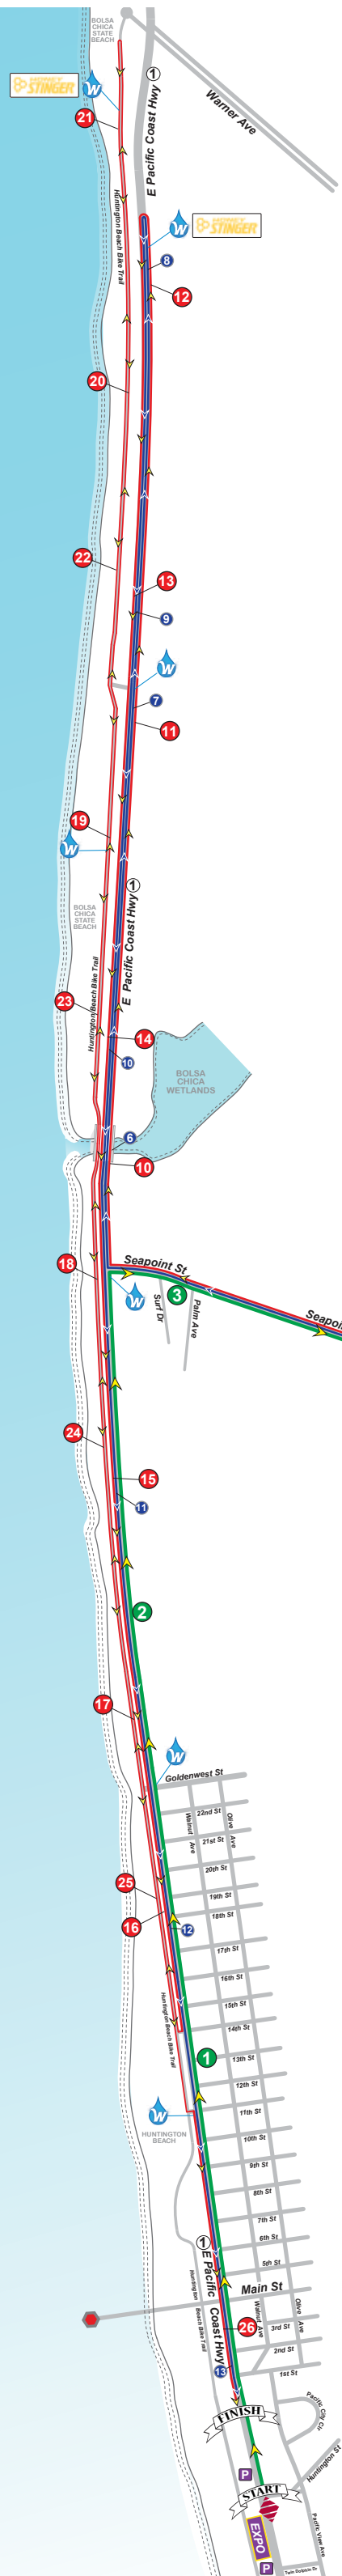 BOLSA
CHICA
STATE
BEACH
HONEY
STINGER
W
21
1
E Pacific Coast Hwy
Warner Ave
Huntington Beach Bike Trail
W
HONEY
STINGER
8
12
20
22
13
9
W
7
11
19
W
1
E Pacific Coast Hwy
BOLSA
CHICA
STATE
BEACH
Huntington Beach Bike Trail
23
14
10
BOLSA
CHICA
WETLANDS
6
10
18
Seapoint St
W
3
Surf Dr
Palm Ave
Seapoi
24
15
11
2
17
W
Goldenwest St
22nd St
Walnut Ave
Olive Ave
21st St
20th St
19th St
18th St
25
16
12
17th St
16th St
15th St
14th St
Huntington Beach Bike Trail
1
13th St
12th St
11th St
W
HUNTINGTON
BEACH
10th St
9th St
8th St
7th St
6th St
5th St
1
E Pacific Coast Hwy
Huntington Beach Bike Trail
Main St
Walnut Ave
Olive Ave
26
3rd St
2nd St
13
1st St
Pacific City Cir
FINISH
Huntington St
P
START
EXPO
Pacific View Ave
P
Twin Dolphin Dr